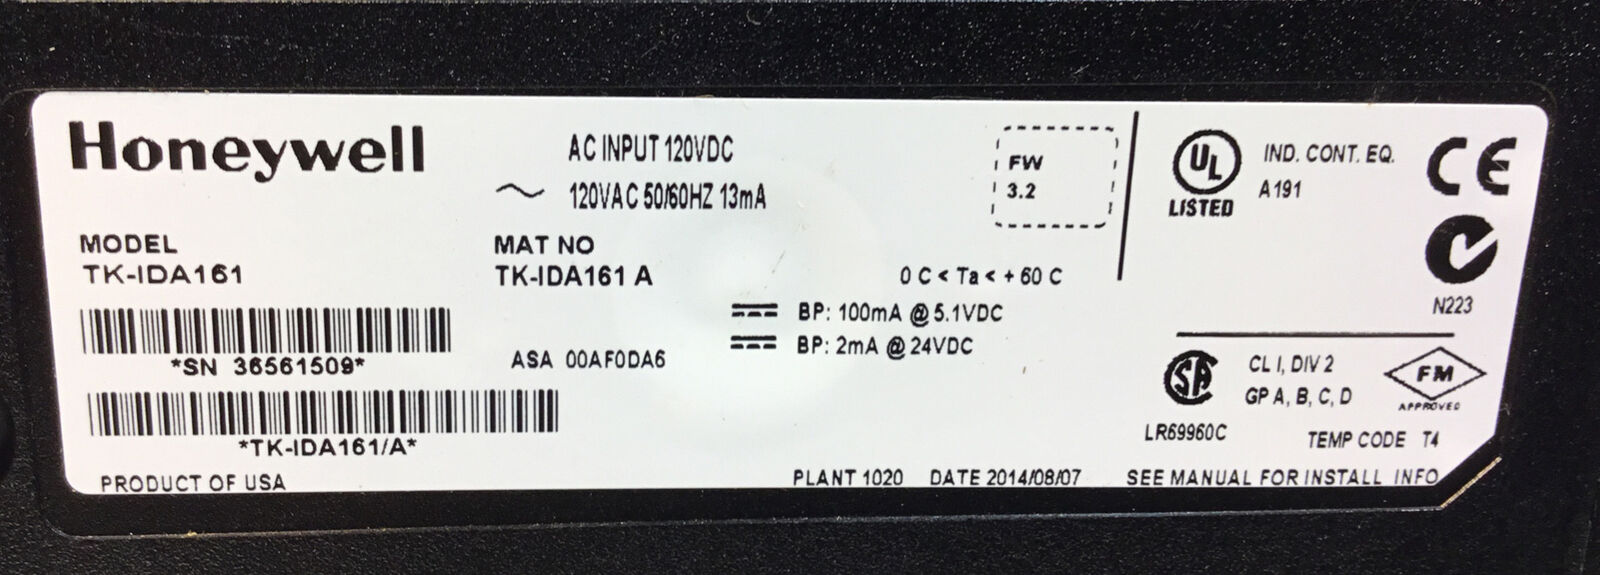 Honeywell
AC INPUT 120VDC
120VAC 50/60HZ 13mA
FW
3.2
MODEL
TK-IDA161
MAT NO
TK-IDA161 A
0 C < Ta < + 60 C
BP: 100mA @ 5.1VDC
BP: 2mA @ 24VDC
*SN 36561509*
ASA 00AF0DA6
*TK-IDA161/A*
PRODUCT OF USA
PLANT 1020 DATE 2014/08/07
UL
LISTED
IND. CONT. EQ.
A191
CE
N223
SA
LR69960C
CL I, DIV 2
GP A, B, C, D
FM
APPROVED
TEMP CODE T4
SEE MANUAL FOR INSTALL INFO